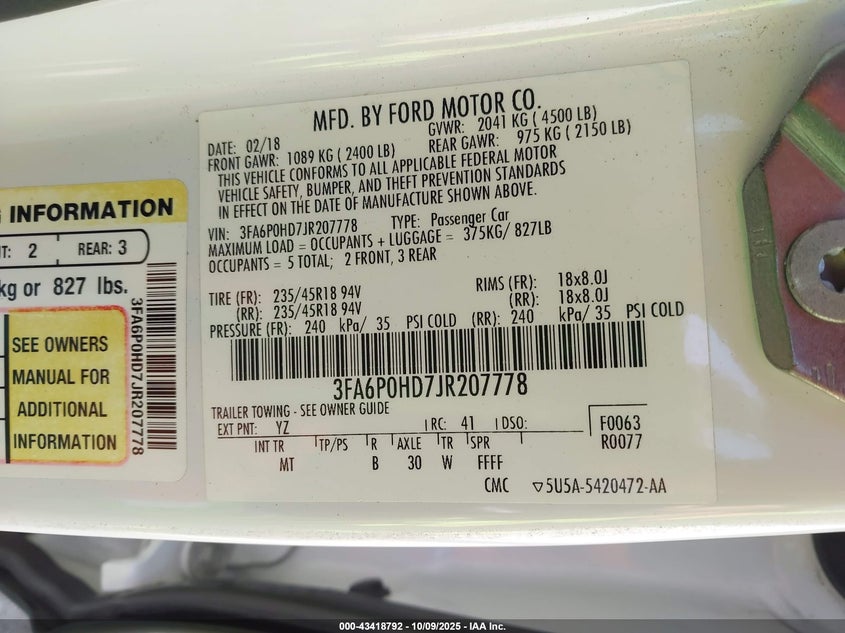 MFD. BY FORD MOTOR CO.
DATE: 02/18 GVWR: 2041 KG ( 4500 LB)
FRONT GAWR: 1089 KG ( 2400 LB) REAR GAWR: 975 KG ( 2150 LB)
THIS VEHICLE CONFORMS TO ALL APPLICABLE FEDERAL MOTOR
VEHICLE SAFETY, BUMPER, AND THEFT PREVENTION STANDARDS
IN EFFECT ON THE DATE OF MANUFACTURE SHOWN ABOVE.
VIN: 3FA6P0HD7JR207778 TYPE: Passenger Car
MAXIMUM LOAD = OCCUPANTS + LUGGAGE = 375KG/ 827LB
OCCUPANTS = 5 TOTAL; 2 FRONT, 3 REAR
TIRE (FR): 235/45R18 94V RIMS (FR): 18x8.0J
(RR): 235/45R18 94V (RR): 18x8.0J
PRESSURE (FR): 240 kPa/ 35 PSI COLD (RR): 240 kPa/ 35 PSI COLD
3FA6P0HD7JR207778
TRAILER TOWING - SEE OWNER GUIDE
EXT PNT: YZ RC: 41 DSO: F0063
R0077
INT TR TP/PS R AXLE TR SPR
MT B 30 W FFFF
CMC ▽5U5A-5420472-AA
INFORMATION
2 REAR: 3
kg or 827 lbs.
SEE OWNERS
MANUAL FOR
ADDITIONAL
INFORMATION
3FA6P0HD7JR207778
000-43418792 - 10/09/2025 - IAA Inc.